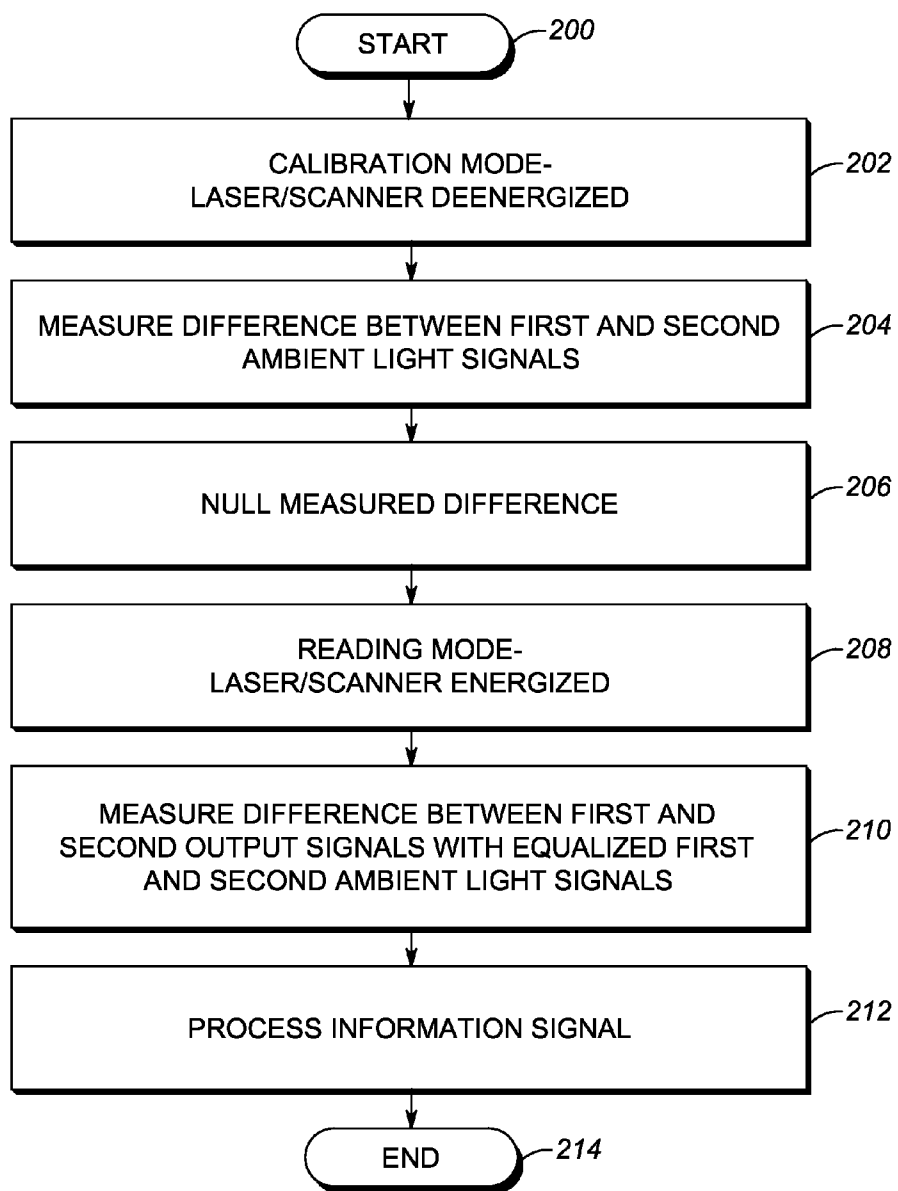 START
200
CALIBRATION MODE-
LASER/SCANNER DEENERGIZED
202
MEASURE DIFFERENCE BETWEEN FIRST AND SECOND
AMBIENT LIGHT SIGNALS
204
NULL MEASURED DIFFERENCE
206
READING MODE-
LASER/SCANNER ENERGIZED
208
MEASURE DIFFERENCE BETWEEN FIRST AND
SECOND OUTPUT SIGNALS WITH EQUALIZED FIRST
AND SECOND AMBIENT LIGHT SIGNALS
210
PROCESS INFORMATION SIGNAL
212
END
214